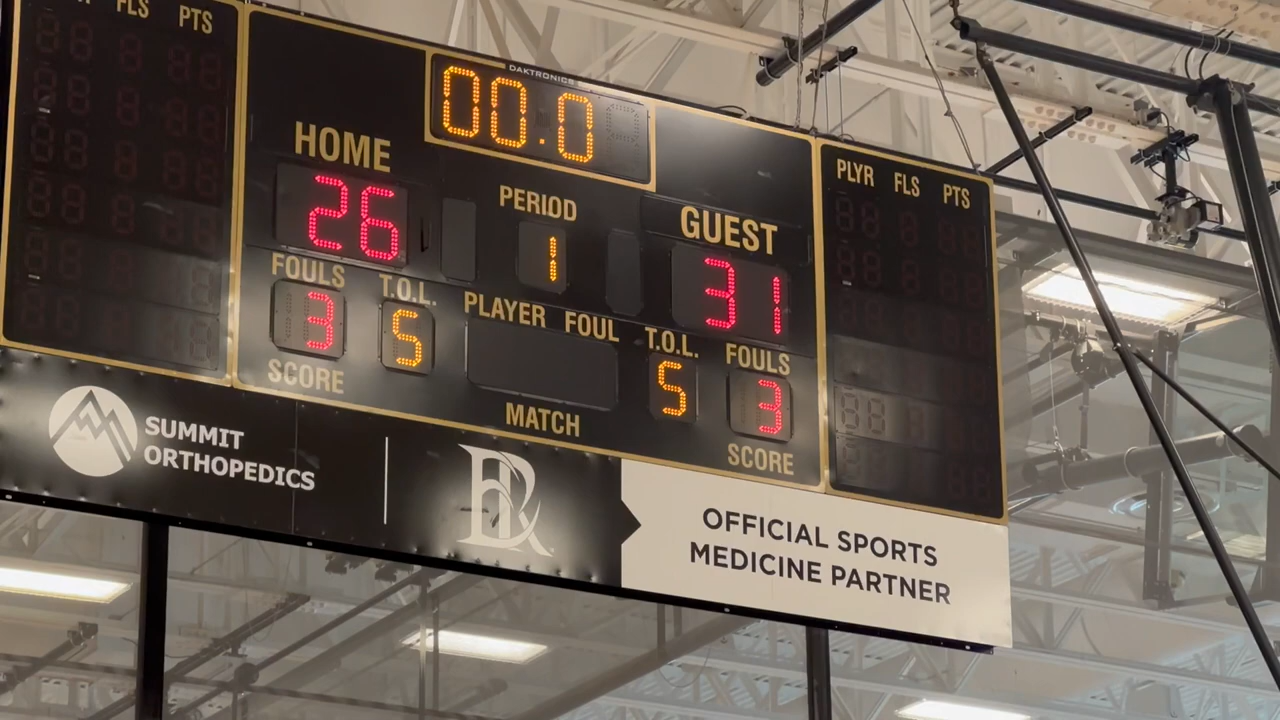 FLS PTS
DAKTRONICS
00.0
HOME
26
PERIOD
1
GUEST
31
PLYR FLS PTS
FOULS
3
SCORE
T.O.L.
5
PLAYER FOUL
MATCH
T.O.L.
5
FOULS
3
SCORE
SUMMIT
ORTHOPEDICS
OFFICIAL SPORTS
MEDICINE PARTNER